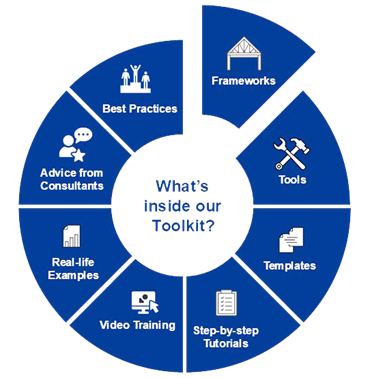 What's
inside our
Toolkit?
Frameworks
Tools
Templates
Step-by-step
Tutorials
Video Training
Real-life
Examples
Advice from
Consultants
Best Practices